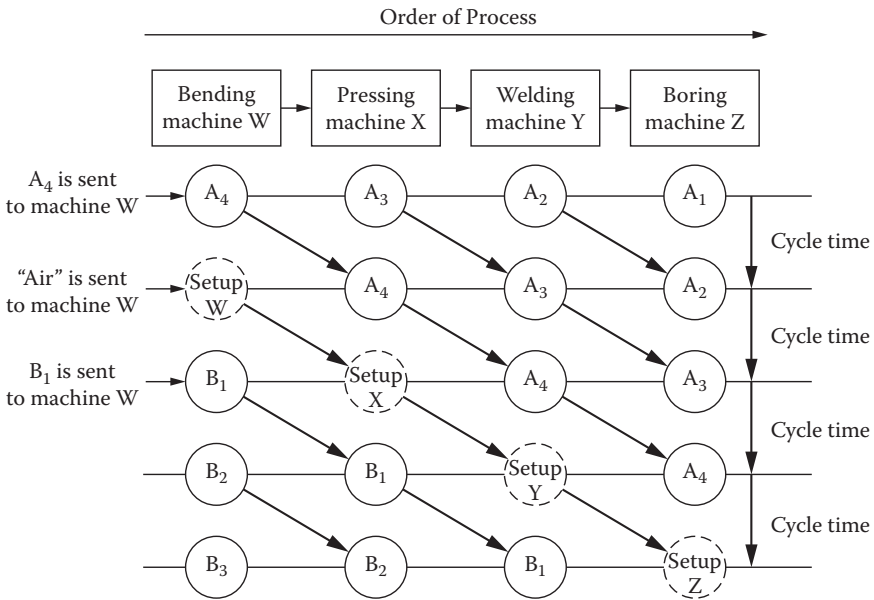 Order of Process
Bending
machine W
Pressing
machine X
Welding
machine Y
Boring
machine Z
A₄ is sent
to machine W
A₄
A₃
A₂
A₁
Cycle time
“Air” is sent
to machine W
Setup
W
A₄
A₃
A₂
Cycle time
B₁ is sent
to machine W
B₁
Setup
X
A₄
A₃
Cycle time
B₂
B₁
Setup
Y
A₄
Cycle time
B₃
B₂
B₁
Setup
Z